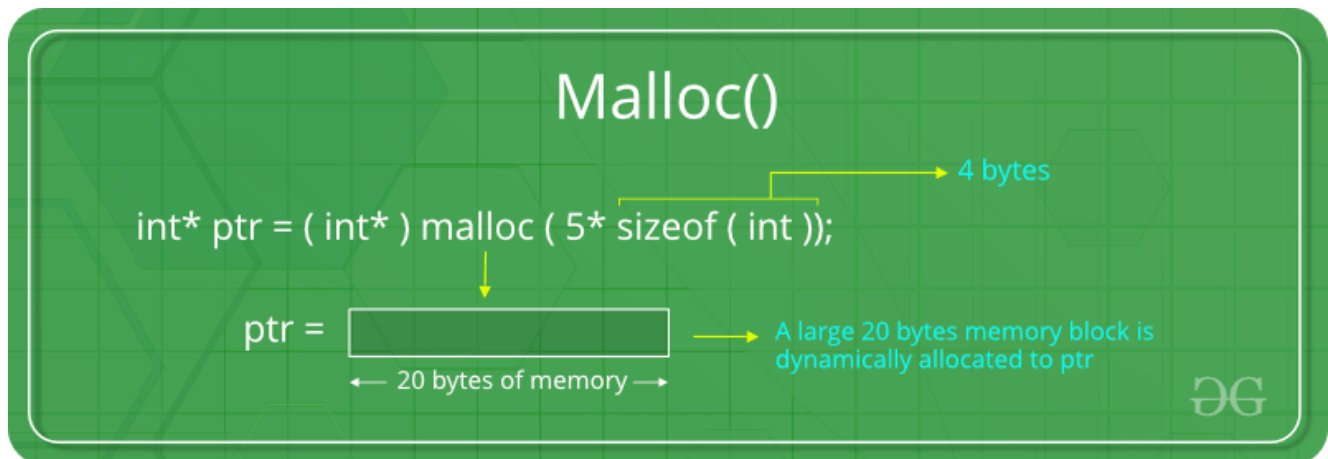 Malloc()
4 bytes
int* ptr = ( int* ) malloc ( 5* sizeof ( int ));
ptr =
A large 20 bytes memory block is
dynamically allocated to ptr
20 bytes of memory